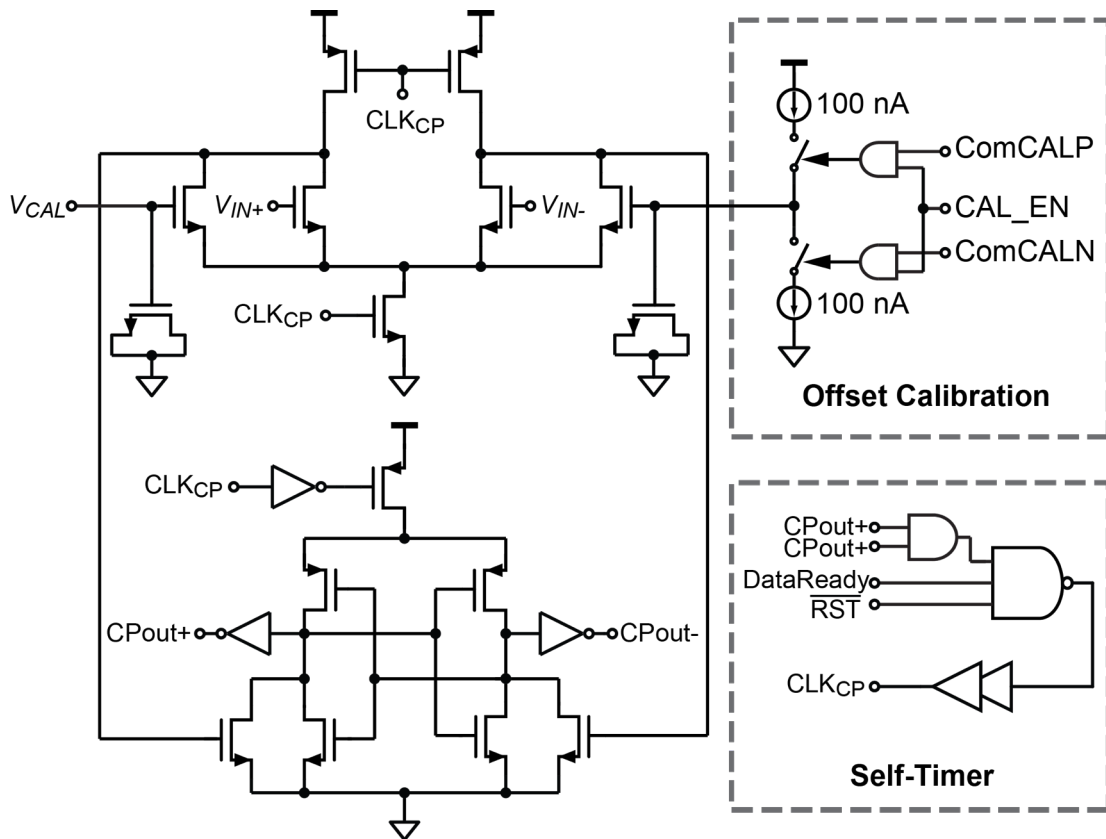 CLKCP
100 nA
ComCALP
VCAL
VIN+
VIN-
CAL_EN
ComCALN
100 nA
CLKCP
Offset Calibration
CLKCP
CPout+
CPout+
DataReady
RST
CPout+
CPout-
CLKCP
Self-Timer